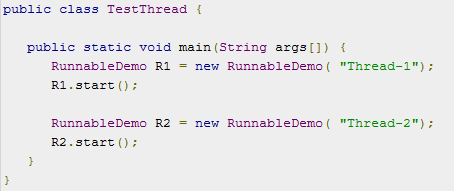 public class TestThread {
public static void main(String args[]) {
RunnableDemo R1 = new RunnableDemo( "Thread-1");
R1.start();
RunnableDemo R2 = new RunnableDemo( "Thread-2");
R2.start();
}
}